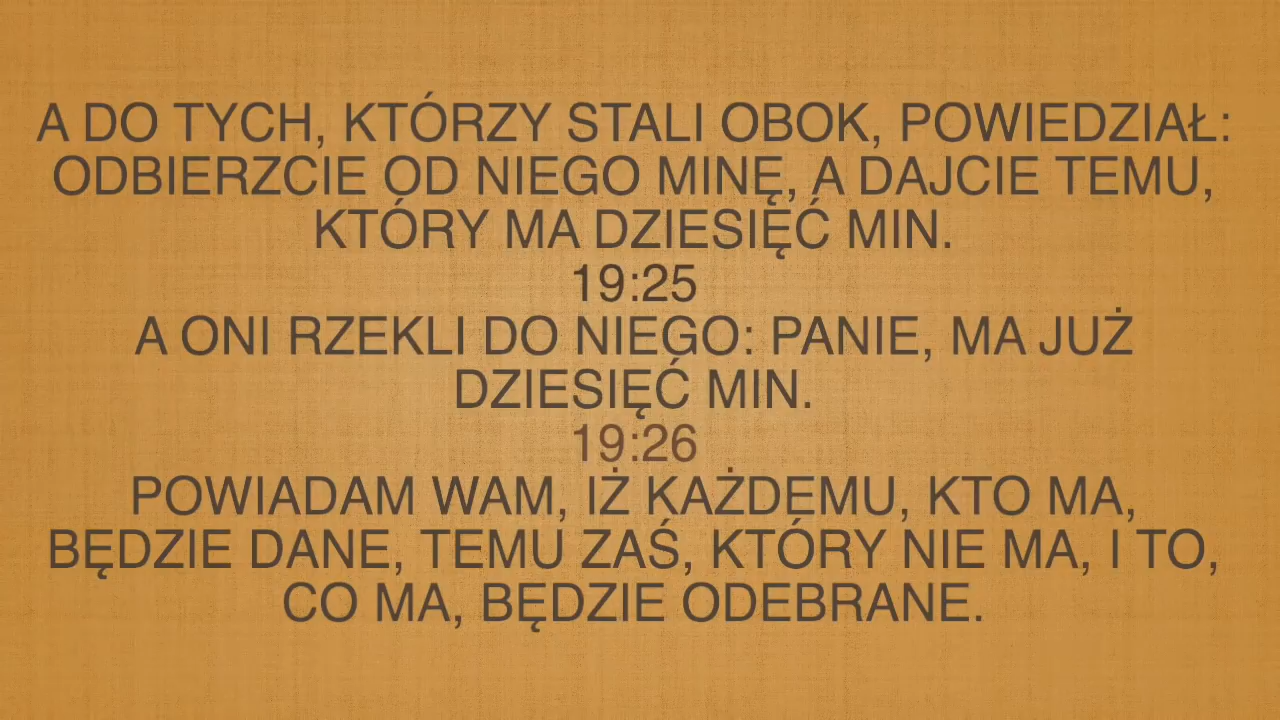 A DO TYCH, KTÓRZY STALI OBOK, POWIEDZIAŁ:
ODBIERZCIE OD NIEGO MINĘ, A DAJCIE TEMU,
KTÓRY MA DZIESIĘĆ MIN.
19:25
A ONI RZEKLI DO NIEGO: PANIE, MA JUŻ
DZIESIĘĆ MIN.
19:26
POWIADAM WAM, IŻ KAŻDEMU, KTO MA,
BĘDZIE DANE, TEMU ZAŚ, KTÓRY NIE MA, I TO,
CO MA, BĘDZIE ODEBRANE.